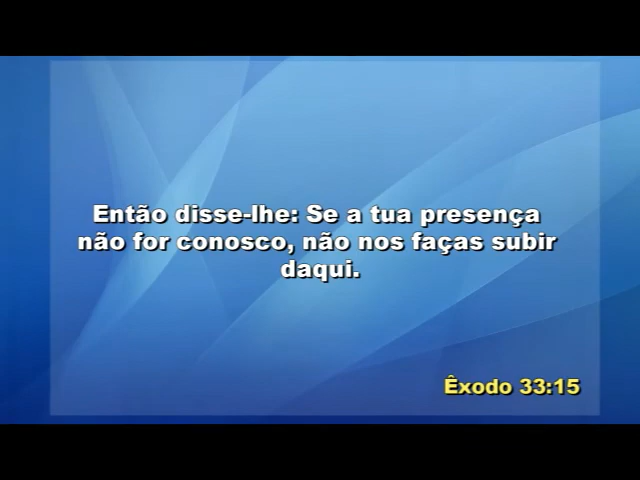 Então disse-lhe: Se a tua presença
não for conosco, não nos faças subir
daqui.
Êxodo 33:15